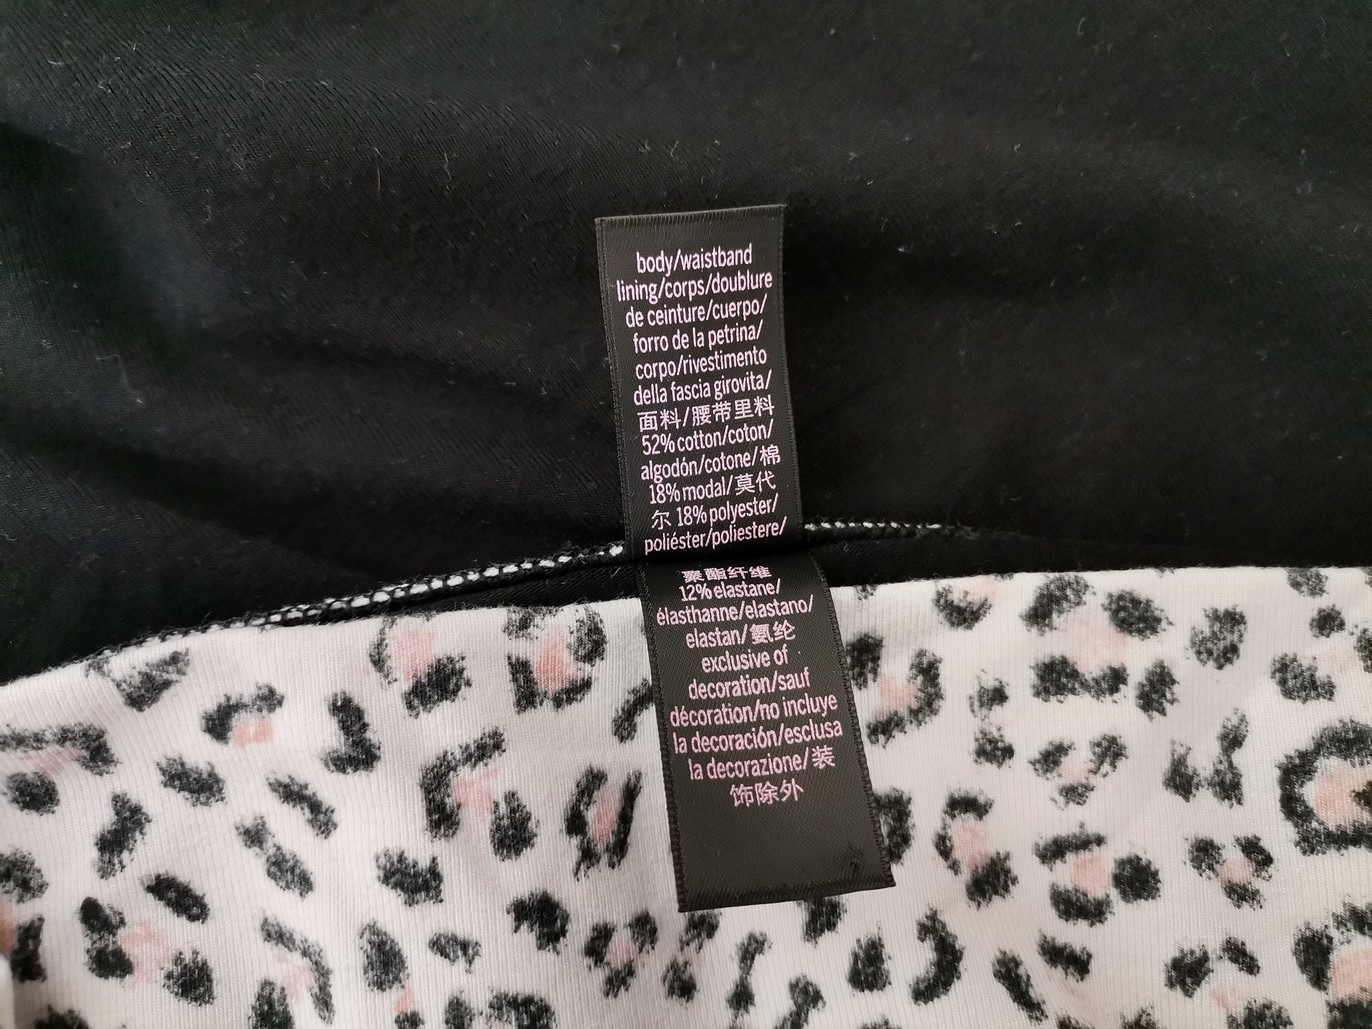 body/waistband
lining/corps/doublure
de ceinture/cuerpo/
forro de la petrina/
corpo/rivestimento
della fascia girovita/
面料/腰带里料
52% cotton/coton/
algodón/cotone/棉
18% modal/莫代
尔 18% polyester/
poliéster/poliestere/
聚酯纤维
12% elastane/
élasthanne/elastano/
elastan/氨纶
exclusive of
decoration/sauf
décoration/no incluye
la decoración/esclusa
la decorazione/装
饰除外